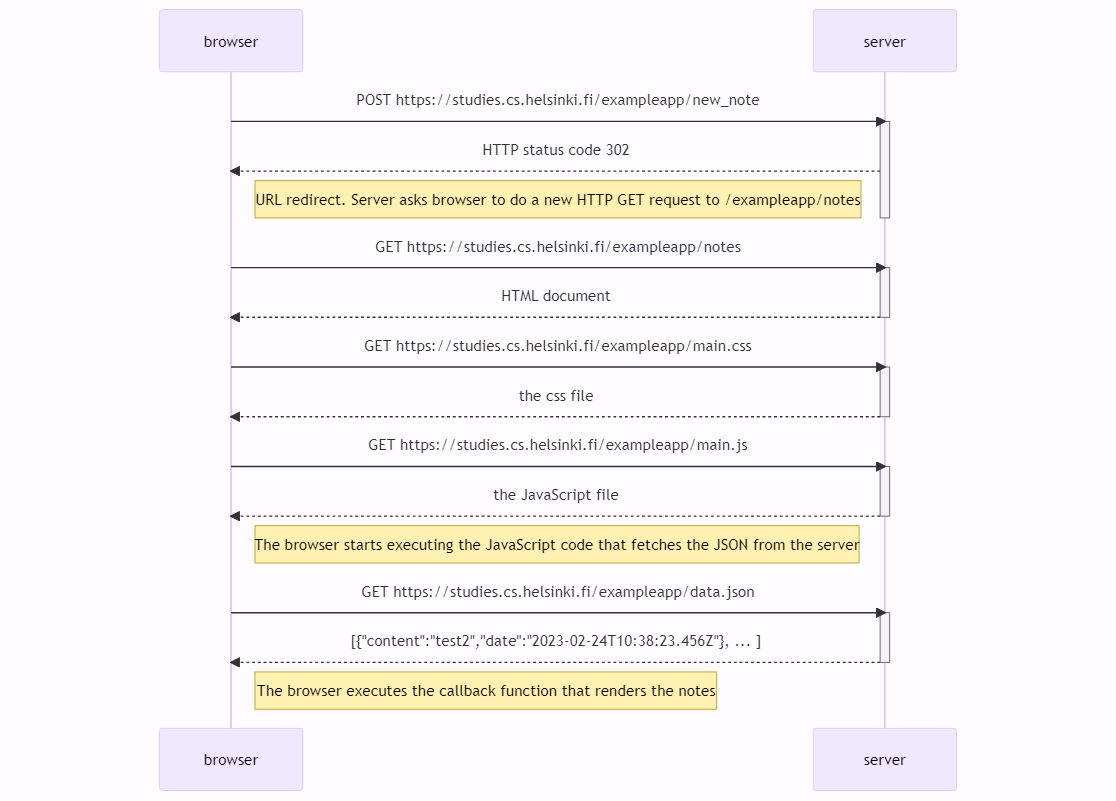 browser
server
POST https://studies.cs.helsinki.fi/exampleapp/new_note
HTTP status code 302
URL redirect. Server asks browser to do a new HTTP GET request to /exampleapp/notes
GET https://studies.cs.helsinki.fi/exampleapp/notes
HTML document
GET https://studies.cs.helsinki.fi/exampleapp/main.css
the css file
GET https://studies.cs.helsinki.fi/exampleapp/main.js
the JavaScript file
The browser starts executing the JavaScript code that fetches the JSON from the server
GET https://studies.cs.helsinki.fi/exampleapp/data.json
[{"content":"test2","date":"2023-02-24T10:38:23.456Z"}, ... ]
The browser executes the callback function that renders the notes
browser
server